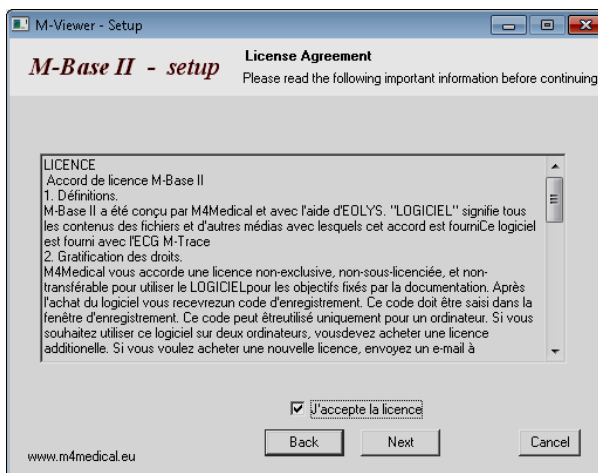 M-Viewer - Setup
M-Base II - setup
License Agreement
Please read the following important information before continuing
LICENCE
Accord de licence M-Base II
1. Définitions.
M-Base II a été conçu par M4Medical et avec l'aide d'EOLYS. "LOGICIEL" signifie tous
les contenus des fichiers et d'autres médias avec lesquels cet accord est fourniCe logiciel
est fourni avec l'ECG M-Trace
2. Gratification des droits.
M4Medical vous accorde une licence non-exclusive, non-sous-licenciée, et non-
transférable pour utiliser le LOGICIELpour les objectifs fixés par la documentation. Après
l'achat du logiciel vous recevrezun code d'enregistrement. Ce code doit être saisi dans la
fenêtre d'enregistrement. Ce code peut êtreutilisé uniquement pour un ordinateur. Si vous
souhaitez utiliser ce logiciel sur deux ordinateurs, vousdevez acheter une licence
additionelle. Si vous voulez acheter une nouvelle licence, envoyez un e-mail à
J'accepte la licence
Back Next Cancel
www.m4medical.eu